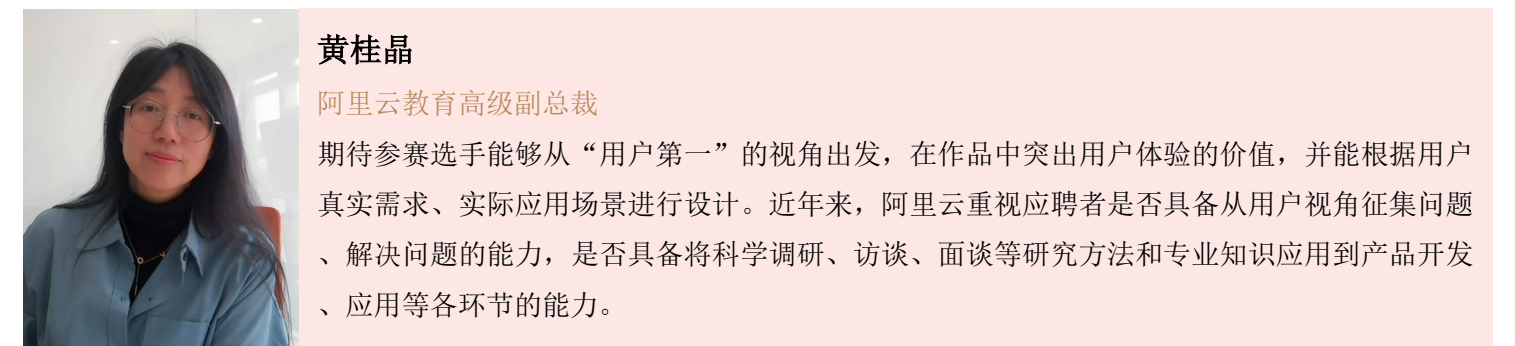 黄桂晶
阿里云教育高级副总裁
期待参赛选手能够从“用户第一”的视角出发，在作品中突出用户体验的价值，并能根据用户
真实需求、实际应用场景进行设计。近年来，阿里云重视应聘者是否具备从用户视角征集问题
、解决问题的能力，是否具备将科学调研、访谈、面谈等研究方法和专业知识应用到产品开发
、应用等各环节的能力。